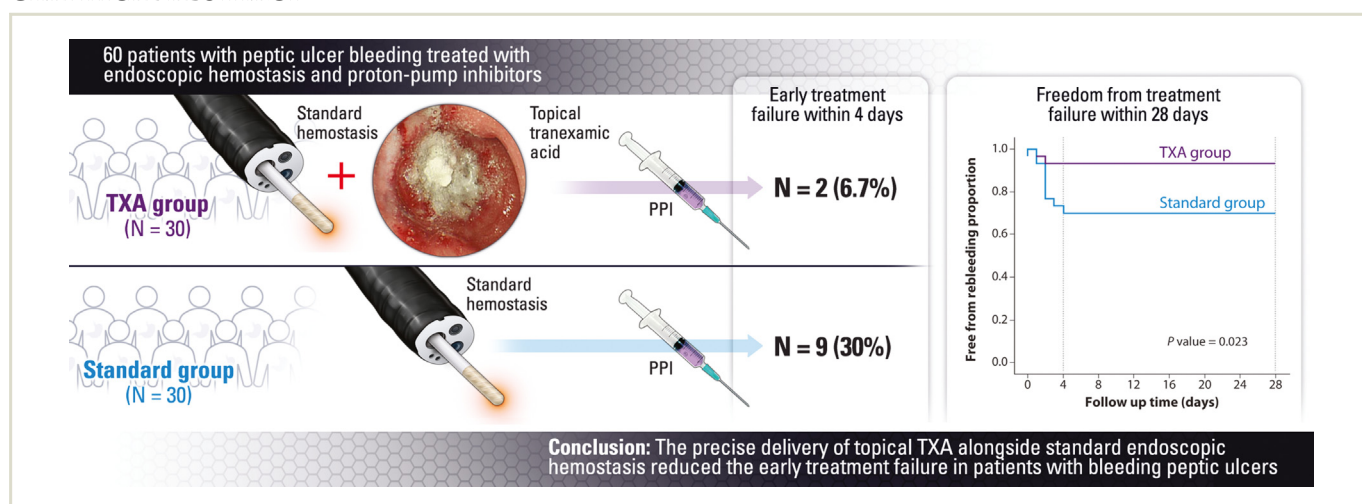 60 patients with peptic ulcer bleeding treated with
endoscopic hemostasis and proton-pump inhibitors
Standard
hemostasis
Topical
tranexamic
acid
TXA group
(N = 30)
+
PPI
Early treatment
failure within 4 days
N = 2 (6.7%)
Standard
hemostasis
Standard group
(N = 30)
PPI
N = 9 (30%)
Freedom from treatment
failure within 28 days
Free from rebleeding proportion
1.0
0.8
0.6
0.4
0.2
0.0
TXA group
Standard group
P value = 0.023
0 4 8 12 16 20 24 28
Follow up time (days)
Conclusion: The precise delivery of topical TXA alongside standard endoscopic
hemostasis reduced the early treatment failure in patients with bleeding peptic ulcers